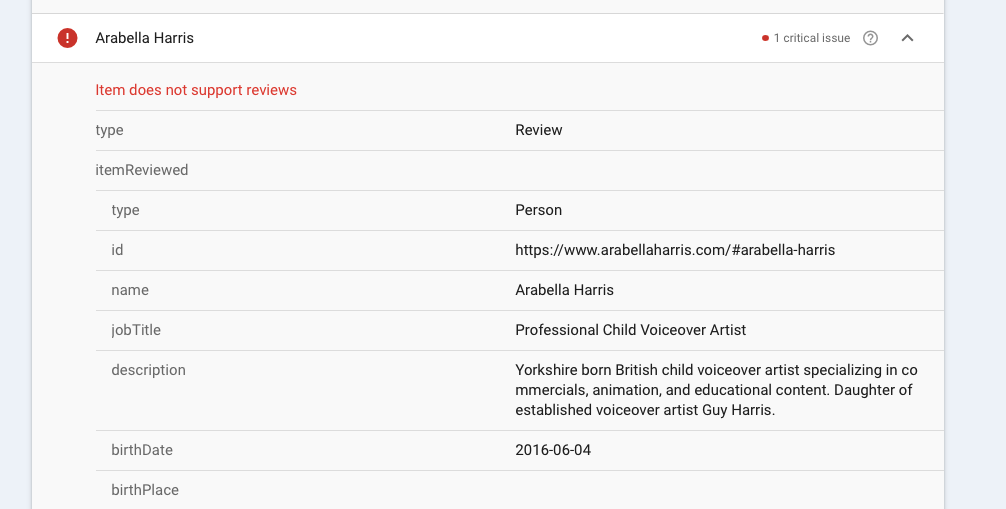 Arabella Harris
1 critical issue
Item does not support reviews
type Review
itemReviewed
type Person
id https://www.arabellaharris.com/#arabella-harris
name Arabella Harris
jobTitle Professional Child Voiceover Artist
description Yorkshire born British child voiceover artist specializing in co
mmercials, animation, and educational content. Daughter of
established voiceover artist Guy Harris.
birthDate 2016-06-04
birthPlace